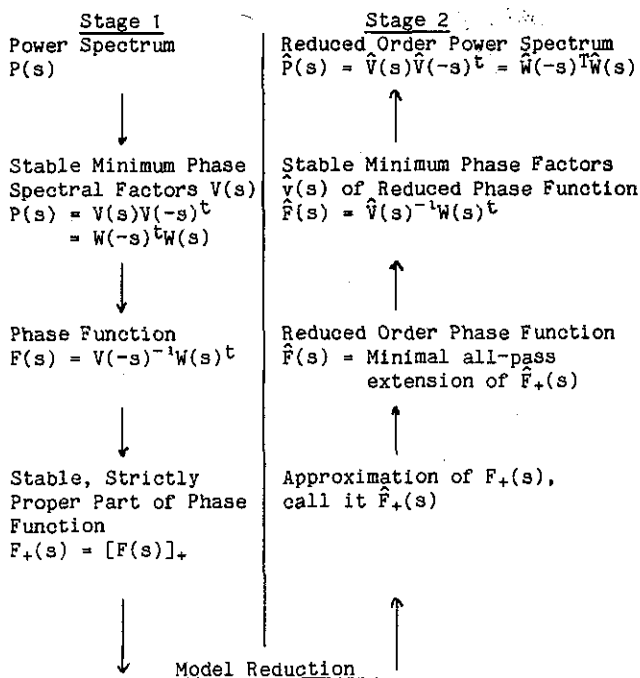 Stage 1
Power Spectrum
P(s)
Stable Minimum Phase
Spectral Factors V(s)
P(s) = V(s)V(-s)ᵗ
= W(-s)ᵗW(s)
Phase Function
F(s) = V(-s)⁻¹W(s)ᵗ
Stable, Strictly
Proper Part of Phase
Function
F₊(s) = [F(s)]₊
Stage 2
Reduced Order Power Spectrum
P̂(s) = V̂(s)V̂(-s)ᵗ = Ŵ(-s)ᵀŴ(s)
Stable Minimum Phase Factors
v̂(s) of Reduced Phase Function
F̂(s) = V̂(s)⁻¹W(s)ᵗ
Reduced Order Phase Function
F̂(s) = Minimal all-pass
extension of F̂₊(s)
Approximation of F₊(s),
call it F̂₊(s)
Model Reduction